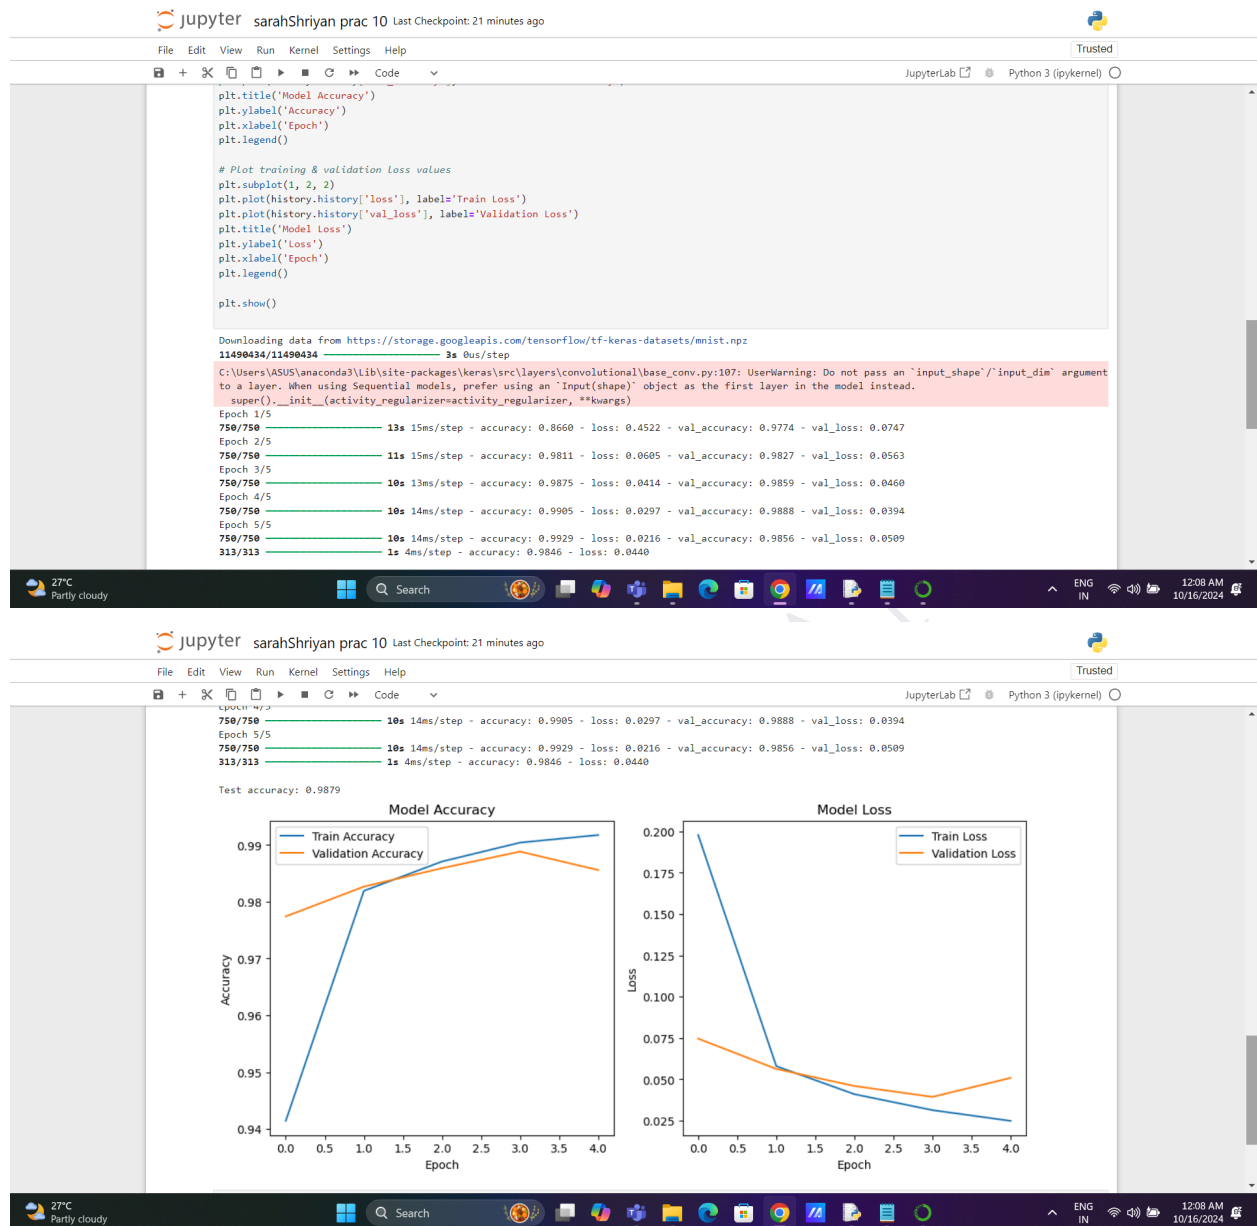 jupyter sarahShriyan prac 10 Last Checkpoint: 21 minutes ago
File Edit View Run Kernel Settings Help
Trusted
Code
JupyterLab
Python 3 (ipykernel)
plt.title('Model Accuracy')
plt.ylabel('Accuracy')
plt.xlabel('Epoch')
plt.legend()
# Plot training & validation loss values
plt.subplot(1, 2, 2)
plt.plot(history.history['loss'], label='Train Loss')
plt.plot(history.history['val_loss'], label='Validation Loss')
plt.title('Model Loss')
plt.ylabel('Loss')
plt.xlabel('Epoch')
plt.legend()
plt.show()
Downloading data from https://storage.googleapis.com/tensorflow/tf-keras-datasets/mnist.npz
11490434/11490434 3s 0us/step
C:\Users\ASUS\anaconda3\Lib\site-packages\keras\src\layers\convolutional\base_conv.py:107: UserWarning: Do not pass an `input_shape`/`input_dim` argument
to a layer. When using Sequential models, prefer using an `Input(shape)` object as the first layer in the model instead.
super().__init__(activity_regularizer=activity_regularizer, **kwargs)
Epoch 1/5
750/750 13s 15ms/step - accuracy: 0.8660 - loss: 0.4522 - val_accuracy: 0.9774 - val_loss: 0.0747
Epoch 2/5
750/750 11s 15ms/step - accuracy: 0.9811 - loss: 0.0605 - val_accuracy: 0.9827 - val_loss: 0.0563
Epoch 3/5
750/750 10s 13ms/step - accuracy: 0.9875 - loss: 0.0414 - val_accuracy: 0.9859 - val_loss: 0.0460
Epoch 4/5
750/750 10s 14ms/step - accuracy: 0.9905 - loss: 0.0297 - val_accuracy: 0.9888 - val_loss: 0.0394
Epoch 5/5
750/750 10s 14ms/step - accuracy: 0.9929 - loss: 0.0216 - val_accuracy: 0.9856 - val_loss: 0.0509
313/313 1s 4ms/step - accuracy: 0.9846 - loss: 0.0440
27°C
Partly cloudy
Search
ENG
IN
12:08 AM
10/16/2024
jupyter sarahShriyan prac 10 Last Checkpoint: 21 minutes ago
File Edit View Run Kernel Settings Help
Trusted
Code
JupyterLab
Python 3 (ipykernel)
Epoch 4/5
750/750 10s 14ms/step - accuracy: 0.9905 - loss: 0.0297 - val_accuracy: 0.9888 - val_loss: 0.0394
Epoch 5/5
750/750 10s 14ms/step - accuracy: 0.9929 - loss: 0.0216 - val_accuracy: 0.9856 - val_loss: 0.0509
313/313 1s 4ms/step - accuracy: 0.9846 - loss: 0.0440
Test accuracy: 0.9879
Model Accuracy
Train Accuracy
Validation Accuracy
0.99
0.98
0.97
0.96
0.95
0.94
Accuracy
0.0 0.5 1.0 1.5 2.0 2.5 3.0 3.5 4.0
Epoch
Model Loss
Train Loss
Validation Loss
0.200
0.175
0.150
0.125
0.100
0.075
0.050
0.025
Loss
0.0 0.5 1.0 1.5 2.0 2.5 3.0 3.5 4.0
Epoch
27°C
Partly cloudy
Search
ENG
IN
12:08 AM
10/16/2024